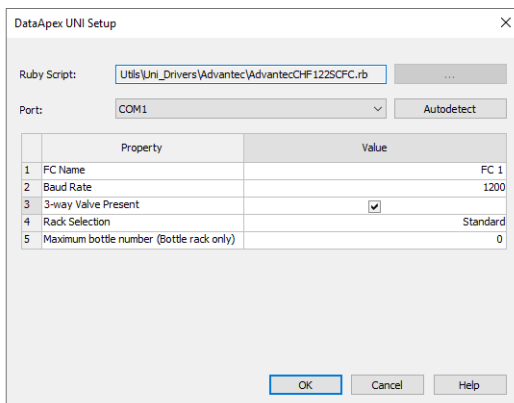 DataApex UNI Setup
Ruby Script: Utils\Uni_Drivers\Advantec\AdvantecCHF122SCFC.rb ...
Port: COM1 Autodetect
Property Value
1 FC Name FC 1
2 Baud Rate 1200
3 3-way Valve Present
4 Rack Selection Standard
5 Maximum bottle number (Bottle rack only) 0
OK Cancel Help